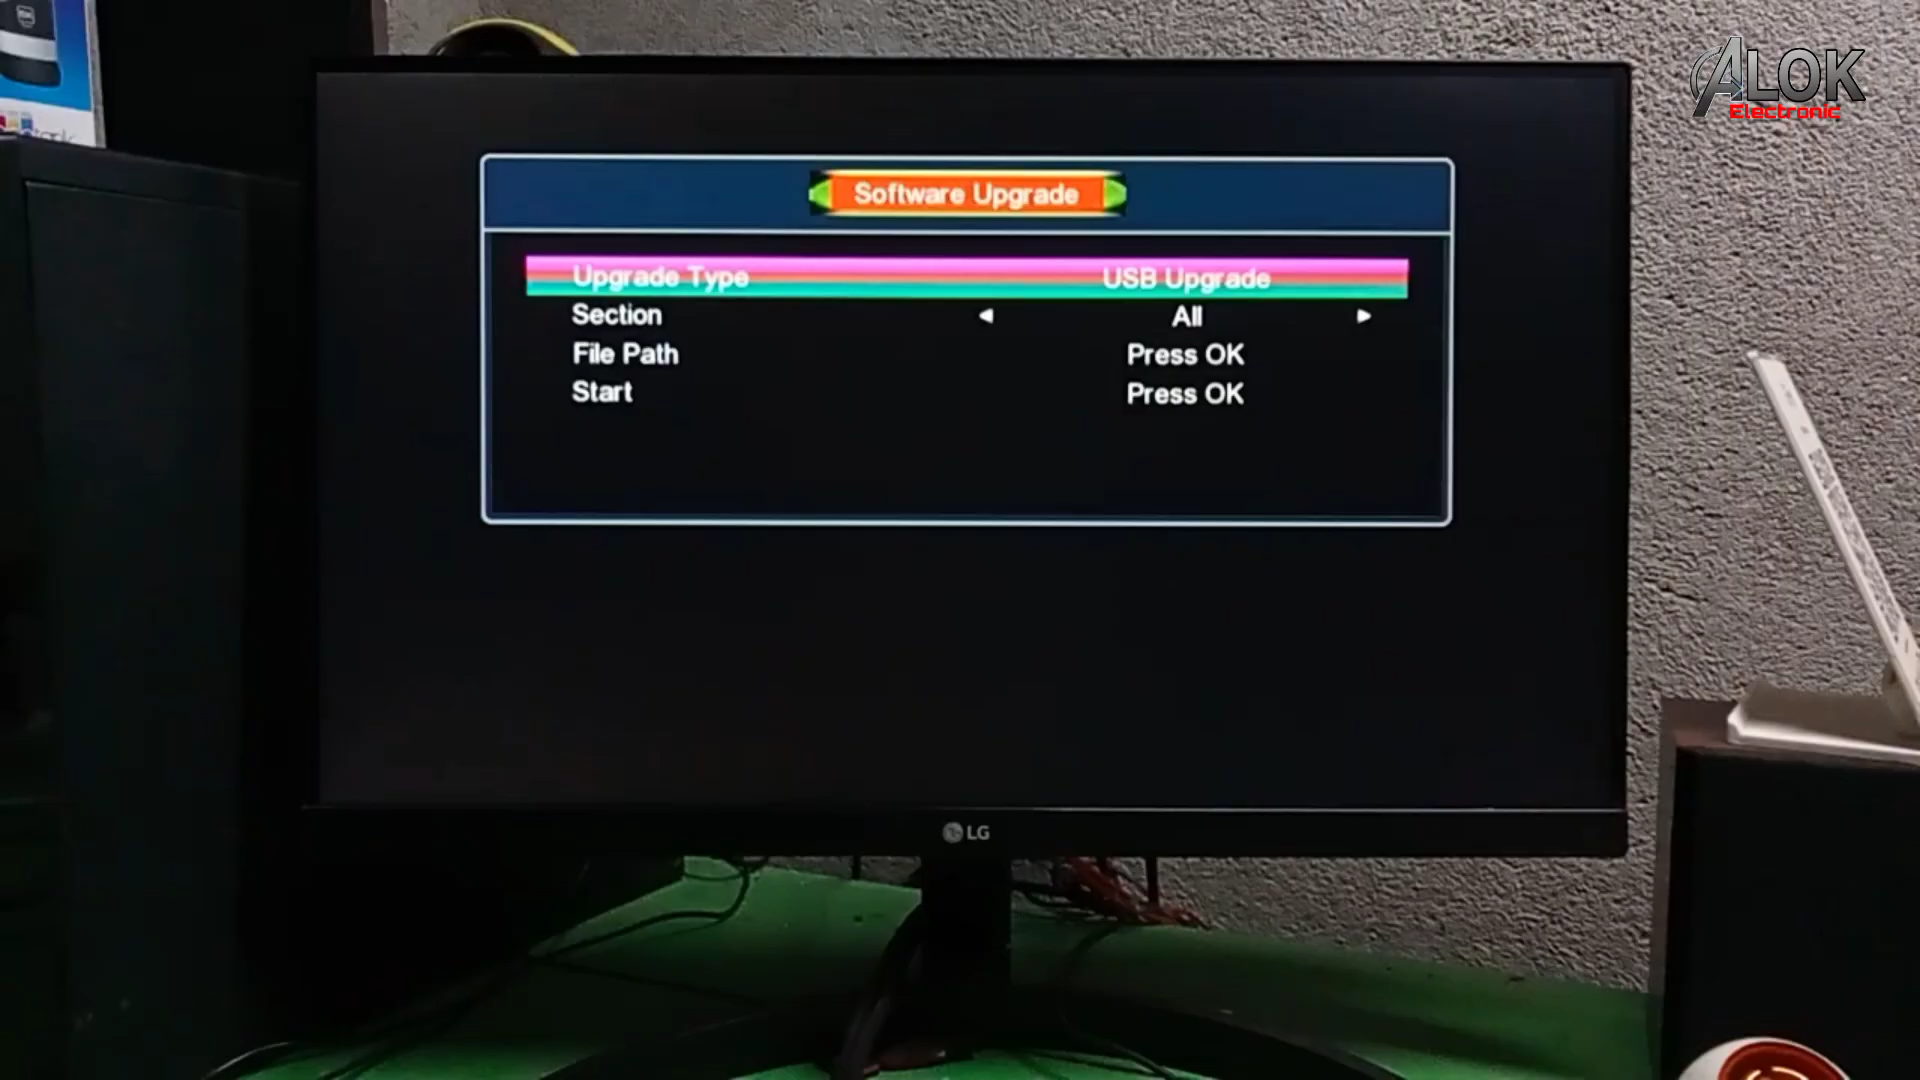 ALOK
Electronic
Software Upgrade
Upgrade Type USB Upgrade
Section All
File Path Press OK
Start Press OK
LG